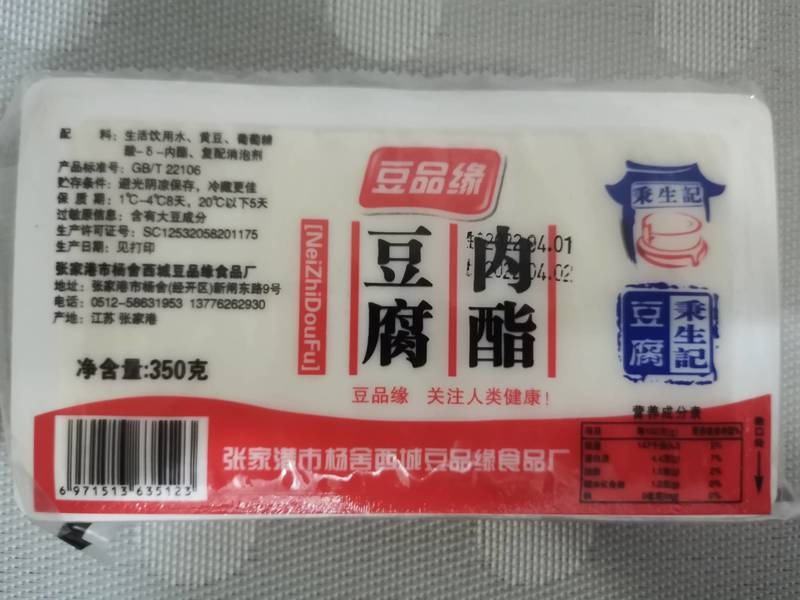 配 料: 生活饮用水、黄豆、葡萄糖
酸-δ-内酯、复配消泡剂
产品标准号: GB/T 22106
贮存条件: 避光阴凉保存，冷藏更佳
保 质 期: 1℃-4℃8天, 20℃以下5天
过敏原信息: 含有大豆成分
生产许可证号: SC12532058201175
生产日期: 见打印
张家港市杨舍西城豆品缘食品厂
地址: 张家港市杨舍(经开区)新闸东路9号
电话: 0512-58631953 13776262930
产地: 江苏 张家港
净含量:350克
豆品缘
[NeiZhiDouFu]
内酯
豆腐
2022.04.01
2022.04.02
豆品缘 关注人类健康!
秉生記
秉生記
豆腐
张家港市杨舍西城豆品缘食品厂
6 971513 635123
营养成分表